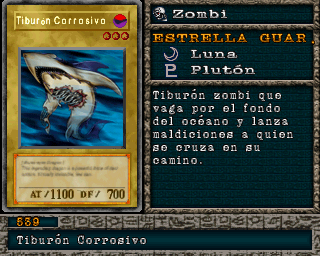 Tiburón Corrosivo
AT/1100 DF/ 700
Zombi
ESTRELLA GUAR.
Luna
Plutón
Tiburón zombi que
vaga por el fondo
del océano y lanza
maldiciones a quien
se cruza en su
camino.
539
Tiburón Corrosivo